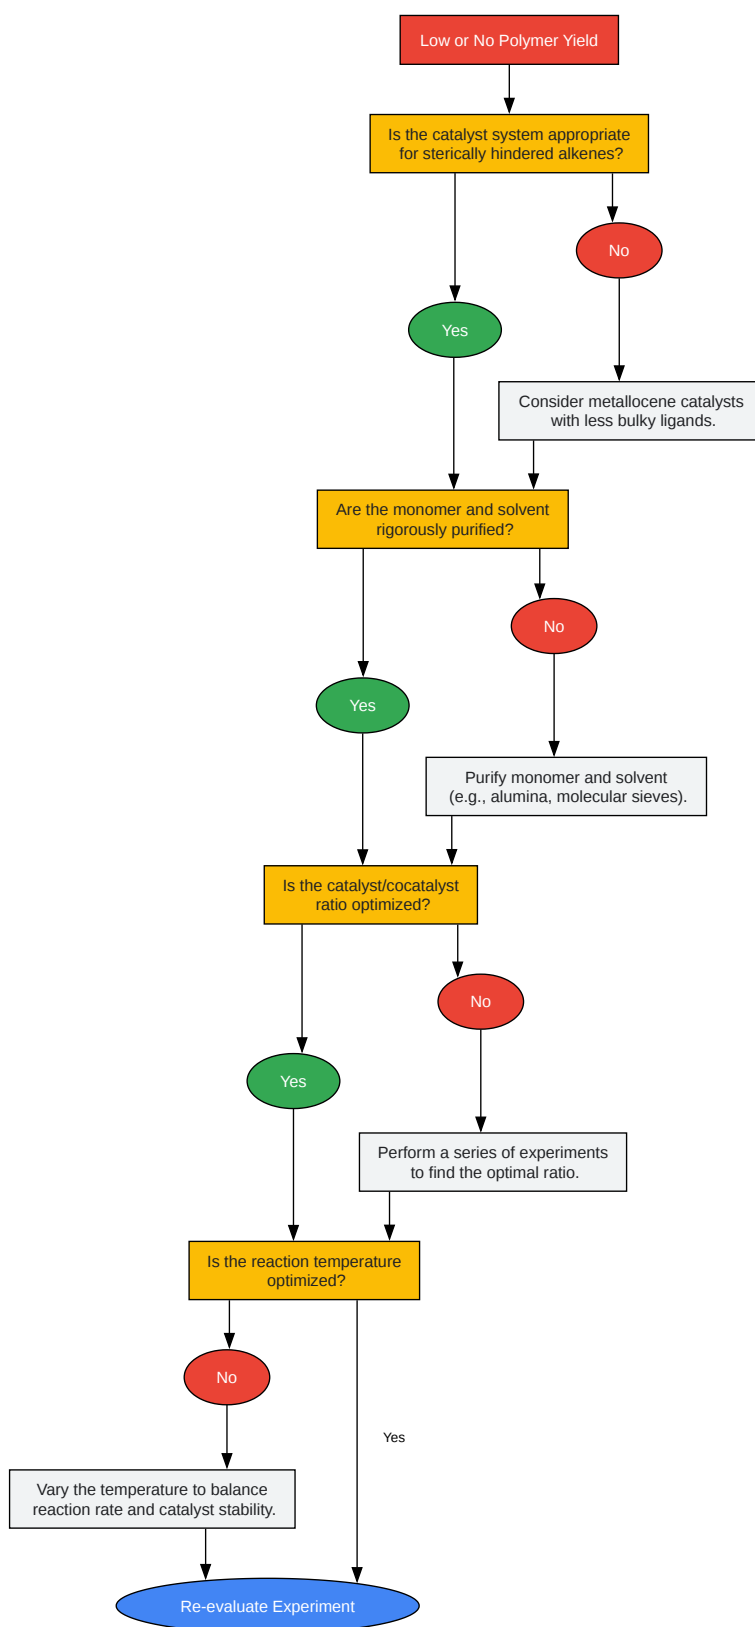 Low or No Polymer Yield
Is the catalyst system appropriate
for sterically hindered alkenes?
No
Yes
Consider metallocene catalysts
with less bulky ligands.
Are the monomer and solvent
rigorously purified?
No
Yes
Purify monomer and solvent
(e.g., alumina, molecular sieves).
Is the catalyst/cocatalyst
ratio optimized?
No
Yes
Perform a series of experiments
to find the optimal ratio.
Is the reaction temperature
optimized?
No
Yes
Vary the temperature to balance
reaction rate and catalyst stability.
Re-evaluate Experiment